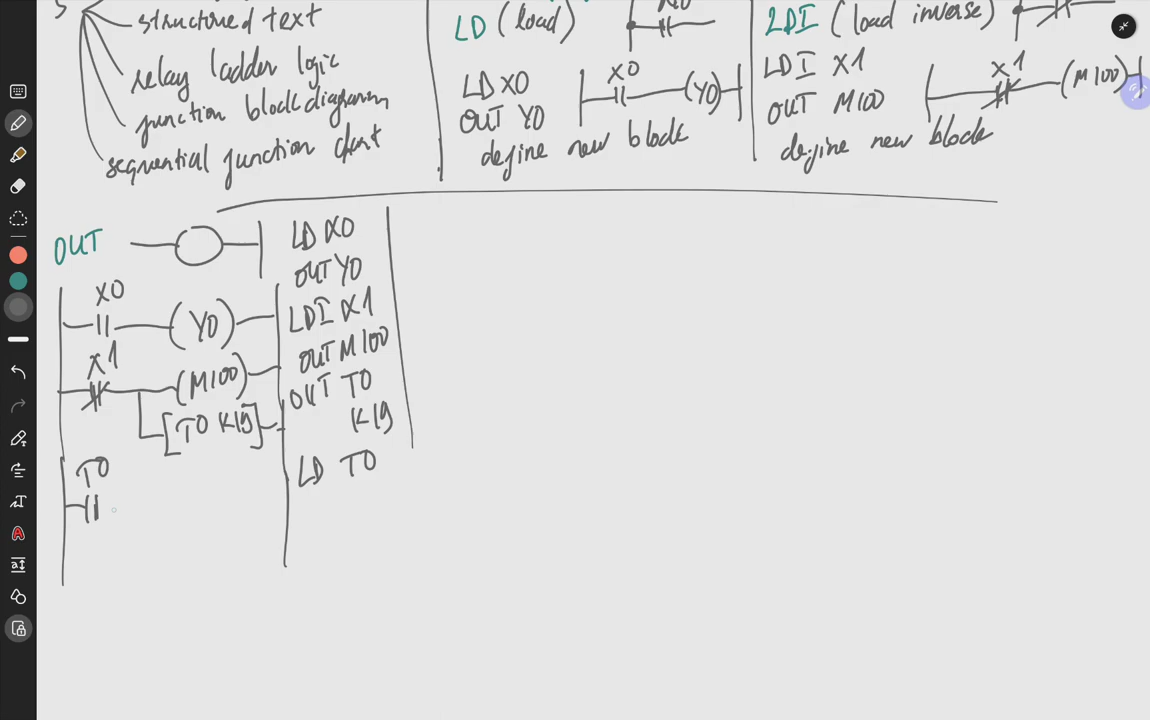 structured text
relay ladder logic
function block diagram
sequential function chart
LD (load)
X0
LD X0
OUT Y0
X0
(Y0)
define new block
LDI (load inverse)
LDI X1
OUT M100
X1
(M100)
define new block
OUT
X0
(Y0)
X1
(M100)
[T0 K19]
T0
LD X0
OUT Y0
LDI X1
OUT M100
OUT T0
K19
LD T0